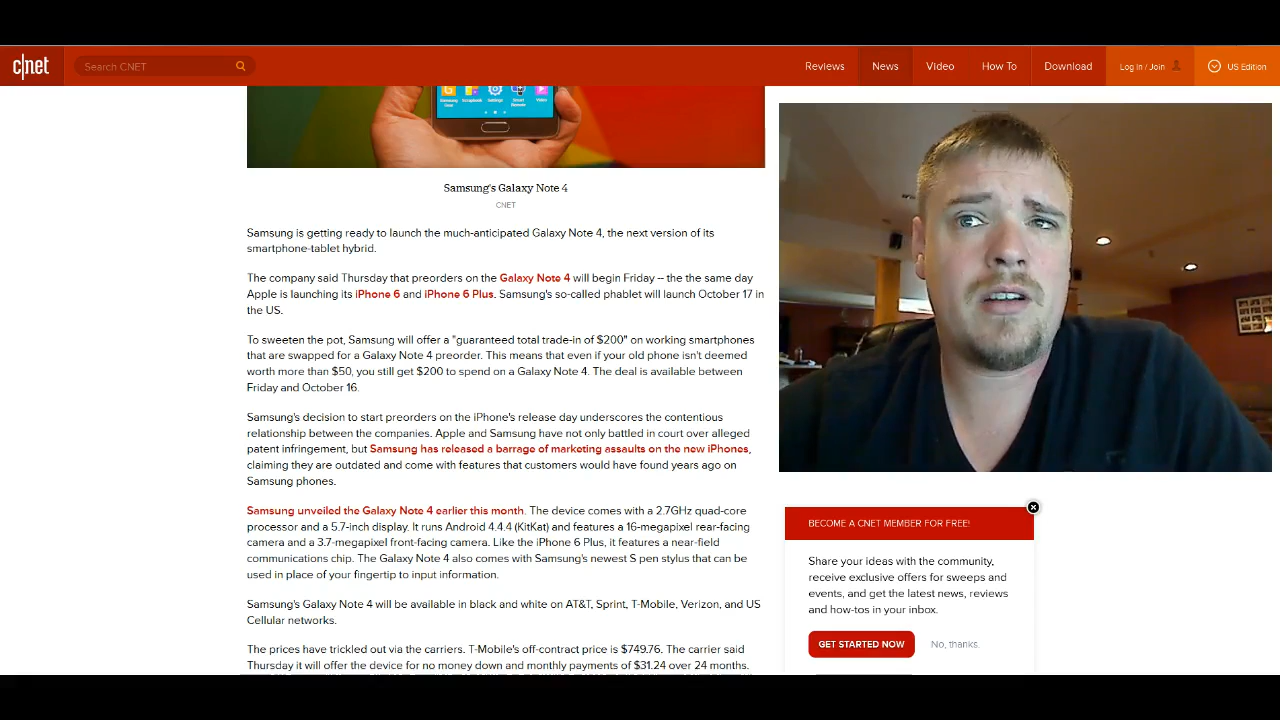 c|net
Search CNET
Reviews
News
Video
How To
Download
Log In / Join
US Edition
Samsung Gear
Scrapbook
Settings
Smart Remote
Video
Samsung's Galaxy Note 4
CNET
Samsung is getting ready to launch the much-anticipated Galaxy Note 4, the next version of its
smartphone-tablet hybrid.
The company said Thursday that preorders on the Galaxy Note 4 will begin Friday -- the the same day
Apple is launching its iPhone 6 and iPhone 6 Plus. Samsung's so-called phablet will launch October 17 in
the US.
To sweeten the pot, Samsung will offer a "guaranteed total trade-in of $200" on working smartphones
that are swapped for a Galaxy Note 4 preorder. This means that even if your old phone isn't deemed
worth more than $50, you still get $200 to spend on a Galaxy Note 4. The deal is available between
Friday and October 16.
Samsung's decision to start preorders on the iPhone's release day underscores the contentious
relationship between the companies. Apple and Samsung have not only battled in court over alleged
patent infringement, but Samsung has released a barrage of marketing assaults on the new iPhones,
claiming they are outdated and come with features that customers would have found years ago on
Samsung phones.
Samsung unveiled the Galaxy Note 4 earlier this month. The device comes with a 2.7GHz quad-core
processor and a 5.7-inch display. It runs Android 4.4.4 (KitKat) and features a 16-megapixel rear-facing
camera and a 3.7-megapixel front-facing camera. Like the iPhone 6 Plus, it features a near-field
communications chip. The Galaxy Note 4 also comes with Samsung's newest S pen stylus that can be
used in place of your fingertip to input information.
Samsung's Galaxy Note 4 will be available in black and white on AT&T, Sprint, T-Mobile, Verizon, and US
Cellular networks.
The prices have trickled out via the carriers. T-Mobile's off-contract price is $749.76. The carrier said
Thursday it will offer the device for no money down and monthly payments of $31.24 over 24 months.
BECOME A CNET MEMBER FOR FREE!
Share your ideas with the community,
receive exclusive offers for sweeps and
events, and get the latest news, reviews
and how-tos in your inbox.
GET STARTED NOW
No, thanks.